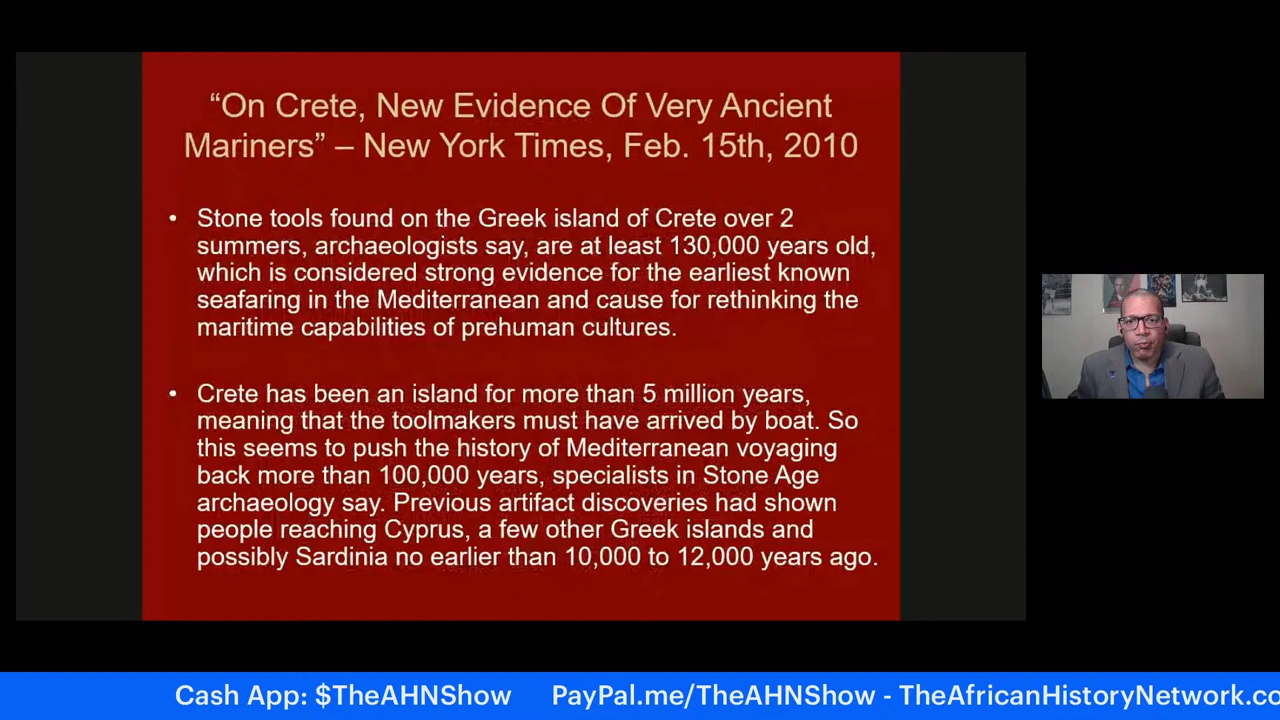 “On Crete, New Evidence Of Very Ancient
Mariners” – New York Times, Feb. 15th, 2010
• Stone tools found on the Greek island of Crete over 2
summers, archaeologists say, are at least 130,000 years old,
which is considered strong evidence for the earliest known
seafaring in the Mediterranean and cause for rethinking the
maritime capabilities of prehuman cultures.
• Crete has been an island for more than 5 million years,
meaning that the toolmakers must have arrived by boat. So
this seems to push the history of Mediterranean voyaging
back more than 100,000 years, specialists in Stone Age
archaeology say. Previous artifact discoveries had shown
people reaching Cyprus, a few other Greek islands and
possibly Sardinia no earlier than 10,000 to 12,000 years ago.
Cash App: $TheAHNShow PayPal.me/TheAHNShow - TheAfricanHistoryNetwork.co